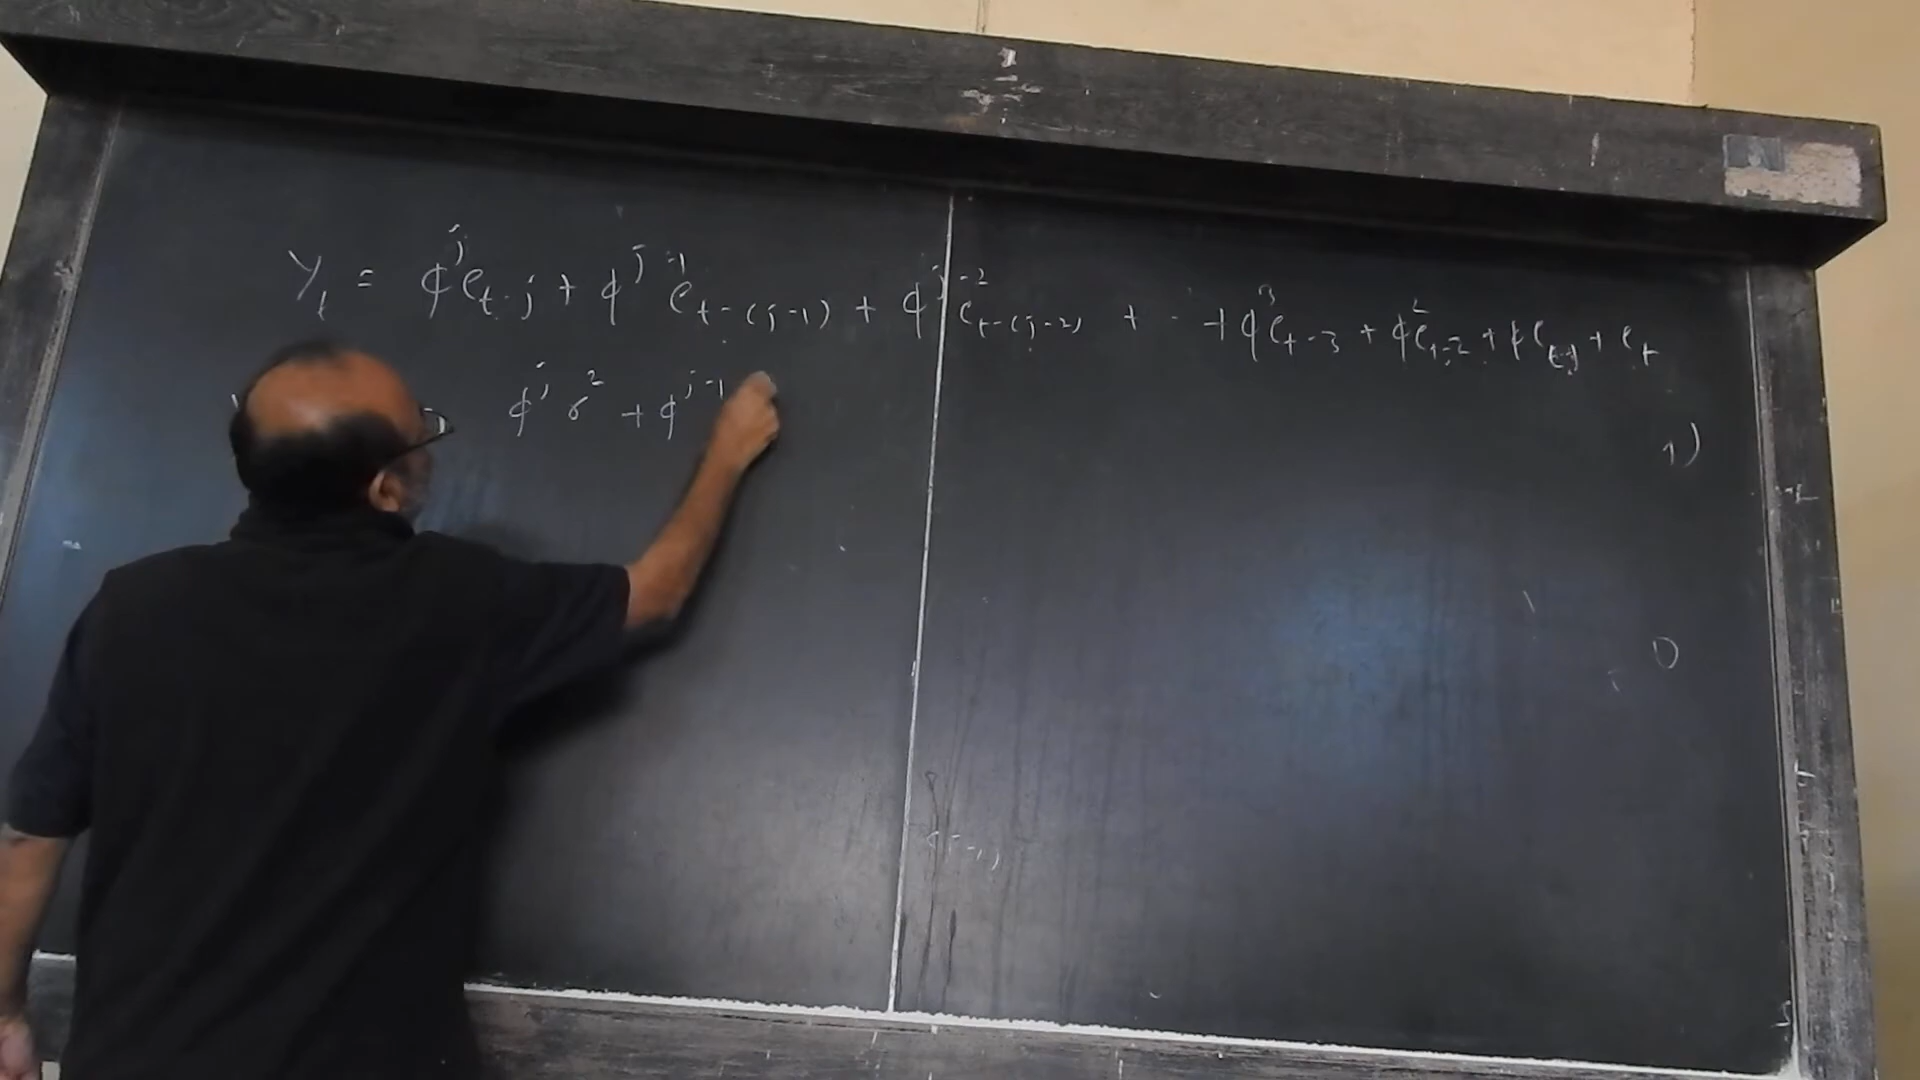 Y_t = ϕ^j e_{t-j} + ϕ^{j-1} e_{t-(j-1)} + ϕ^{j-2} e_{t-(j-2)} + - + ϕ^3 e_{t-3} + ϕ^2 e_{t-2} + ϕ e_{t-1} + e_t
ϕ^j σ^2 + ϕ^{j-1}
1)